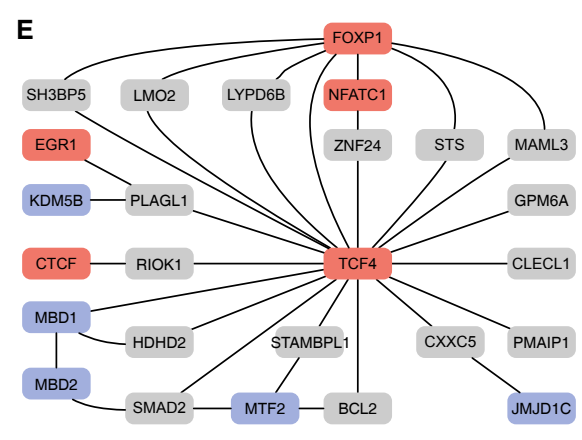 E
FOXP1
SH3BP5 LMO2 LYPD6B NFATC1
EGR1 ZNF24 STS MAML3
KDM5B PLAGL1 GPM6A
CTCF RIOK1 TCF4 CLECL1
MBD1 HDHD2 STAMBPL1 CXXC5 PMAIP1
MBD2
SMAD2 MTF2 BCL2 JMJD1C